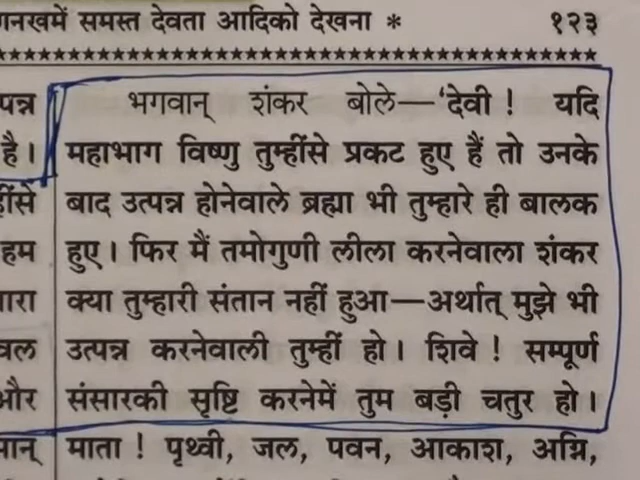 गनखमें समस्त देवता आदिको देखना * १२३
पन्न
है।
हींसे
हम
ारा
वल
और
मान्
भगवान् शंकर बोले—'देवी ! यदि
महाभाग विष्णु तुम्हींसे प्रकट हुए हैं तो उनके
बाद उत्पन्न होनेवाले ब्रह्मा भी तुम्हारे ही बालक
हुए। फिर मैं तमोगुणी लीला करनेवाला शंकर
क्या तुम्हारी संतान नहीं हुआ—अर्थात् मुझे भी
उत्पन्न करनेवाली तुम्हीं हो। शिवे ! सम्पूर्ण
संसारकी सृष्टि करनेमें तुम बड़ी चतुर हो।
माता ! पृथ्वी, जल, पवन, आकाश, अग्नि,